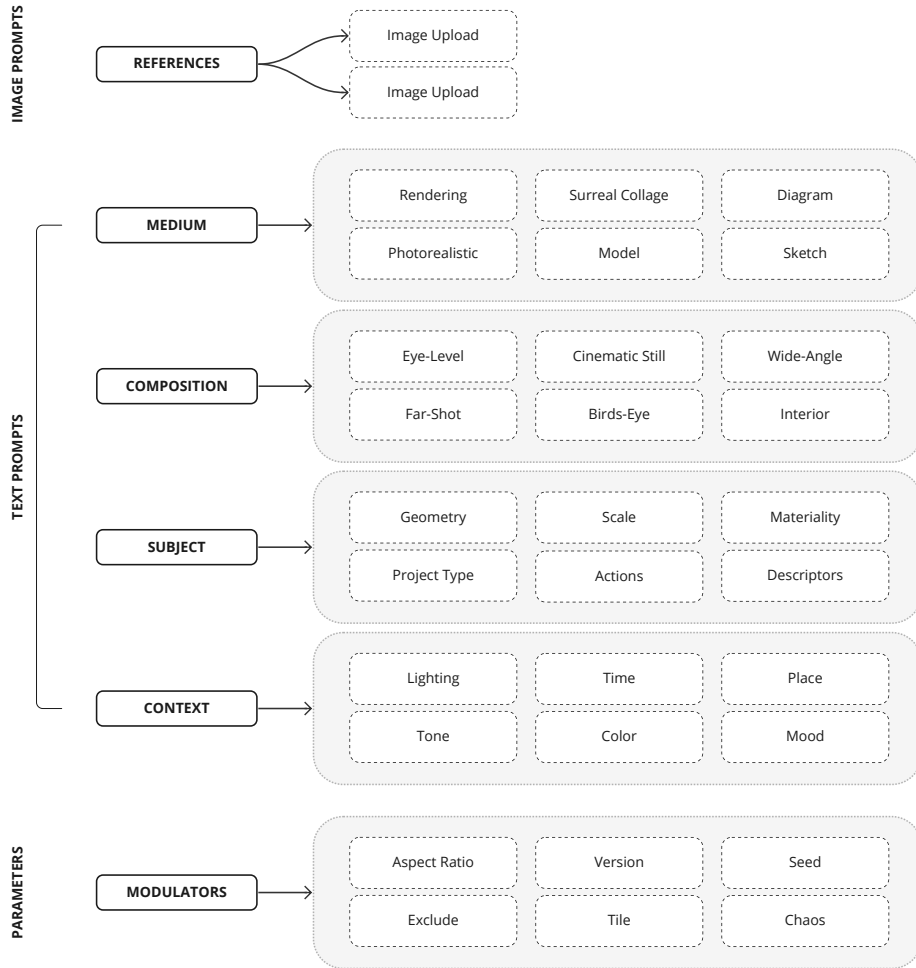 IMAGE PROMPTS
REFERENCES
Image Upload
Image Upload
TEXT PROMPTS
MEDIUM
Rendering
Surreal Collage
Diagram
Photorealistic
Model
Sketch
COMPOSITION
Eye-Level
Cinematic Still
Wide-Angle
Far-Shot
Birds-Eye
Interior
SUBJECT
Geometry
Scale
Materiality
Project Type
Actions
Descriptors
CONTEXT
Lighting
Time
Place
Tone
Color
Mood
PARAMETERS
MODULATORS
Aspect Ratio
Version
Seed
Exclude
Tile
Chaos